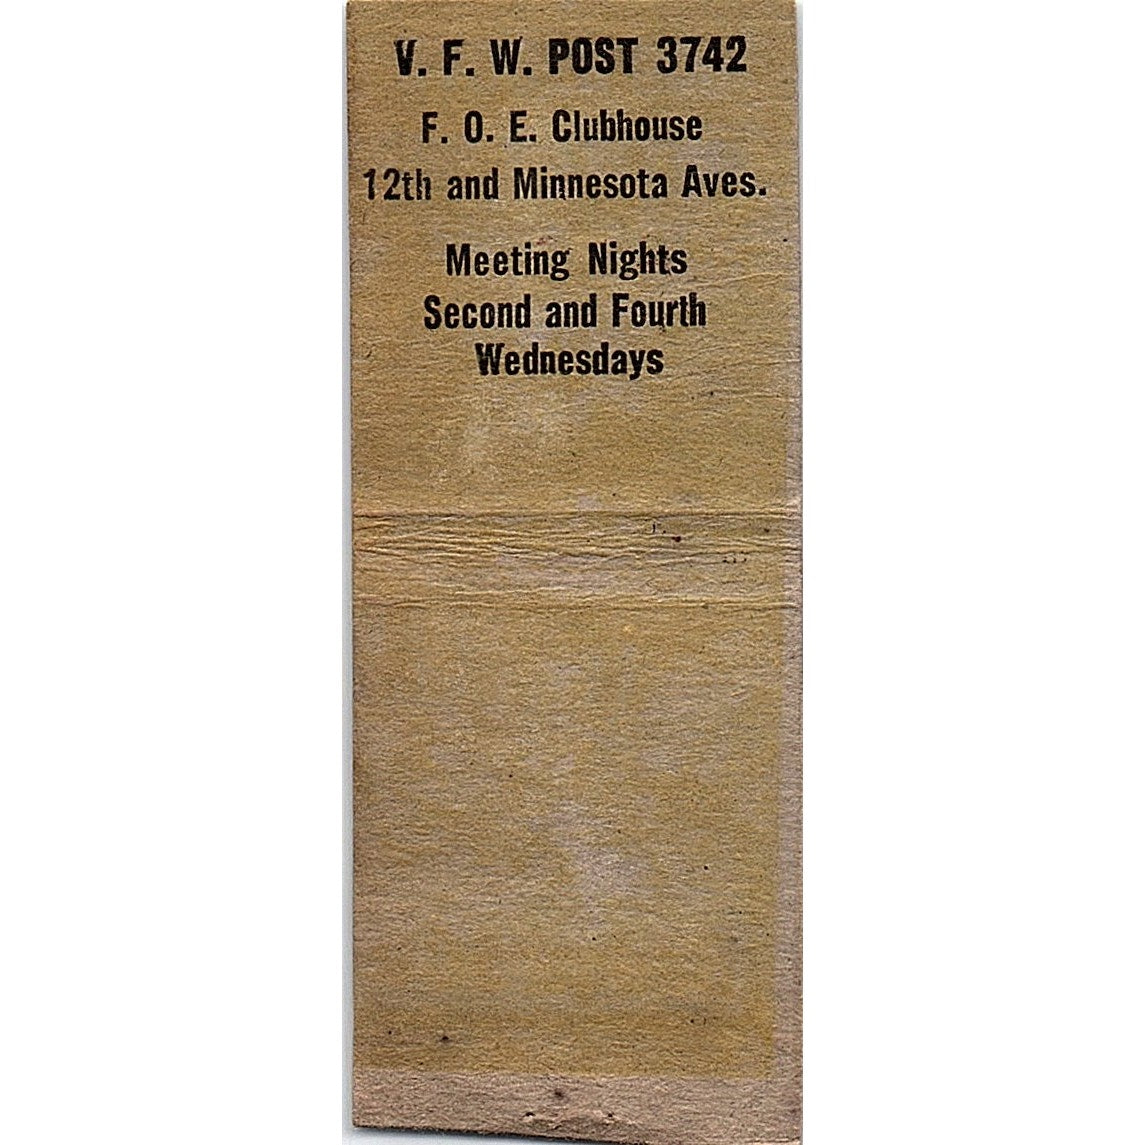 V. F. W. POST 3742
F. O. E. Clubhouse
12th and Minnesota Aves.
Meeting Nights
Second and Fourth
Wednesdays